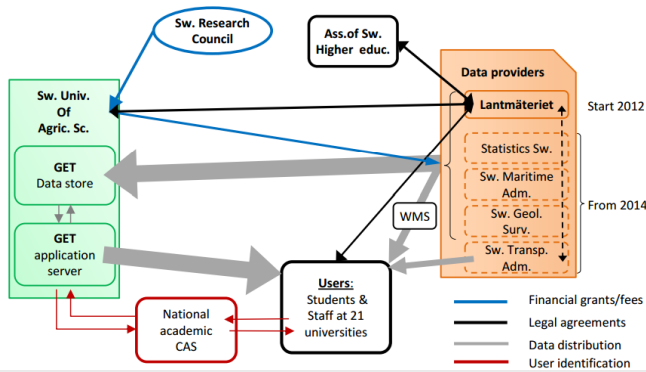 Sw. Research
Council
Ass.of Sw.
Higher educ.
Data providers
Lantmäteriet
Start 2012
Statistics Sw.
Sw. Maritime
Adm.
Sw. Geol.
Surv.
Sw. Transp.
Adm.
From 2014
Sw. Univ.
Of
Agric. Sc.
GET
Data store
GET
application
server
WMS
Users:
Students &
Staff at 21
universities
National
academic
CAS
Financial grants/fees
Legal agreements
Data distribution
User identification